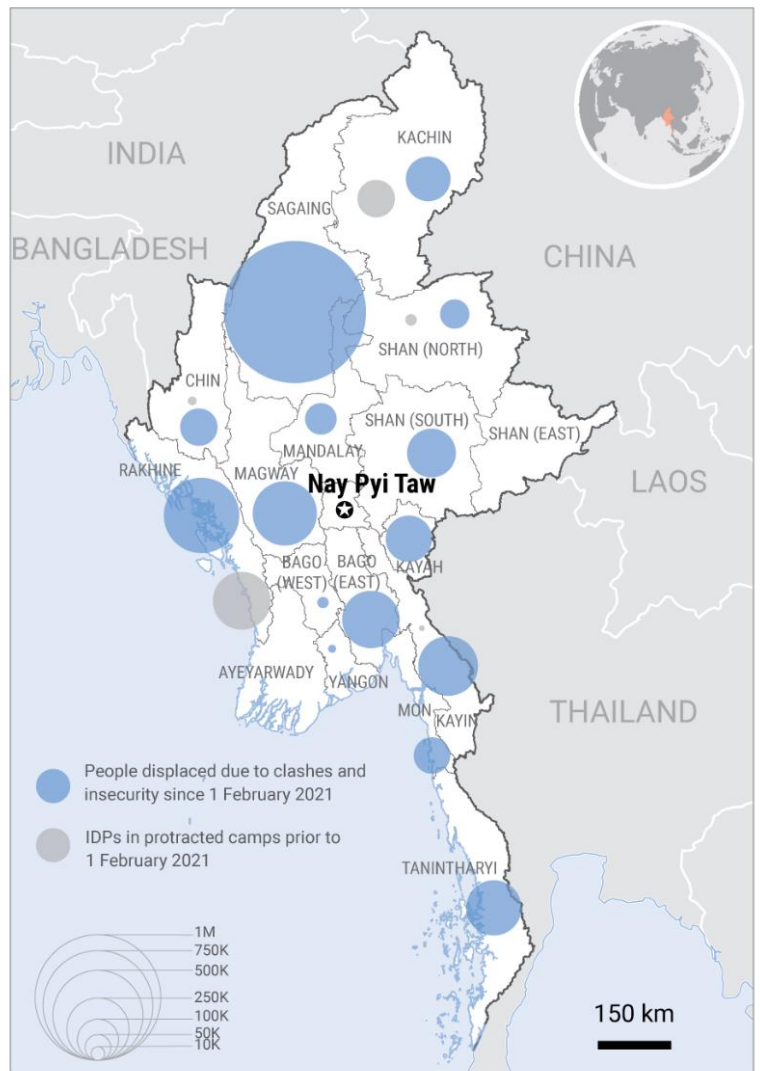 INDIA
KACHIN
SAGAING
BANGLADESH
CHINA
SHAN (NORTH)
CHIN
SHAN (SOUTH)
SHAN (EAST)
MANDALAY
RAKHINE
MAGWAY
Nay Pyi Taw
LAOS
BAGO
(WEST)
BAGO
(EAST)
KAYAH
AYEYARWADY
YANGON
MON
KAYIN
THAILAND
People displaced due to clashes and
insecurity since 1 February 2021
IDPs in protracted camps prior to
1 February 2021
TANINTHARYI
1M
750K
500K
250K
100K
50K
10K
150 km